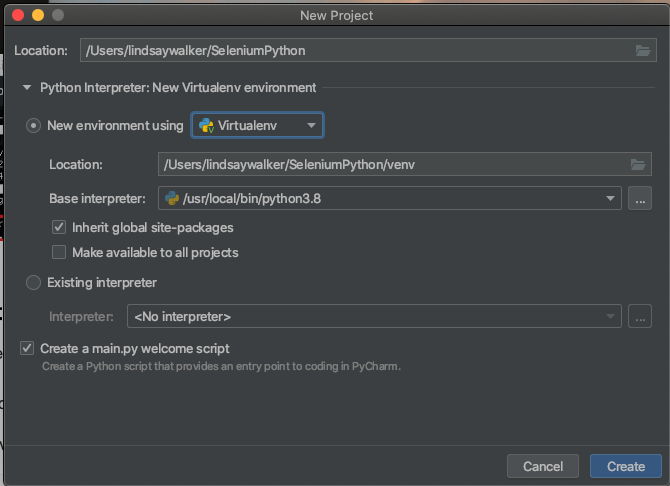 New Project
Location: /Users/lindsaywalker/SeleniumPython
Python Interpreter: New Virtualenv environment
New environment using Virtualenv
Location: /Users/lindsaywalker/SeleniumPython/venv
Base interpreter: /usr/local/bin/python3.8 ...
Inherit global site-packages
Make available to all projects
Existing interpreter
Interpreter: <No interpreter> ...
Create a main.py welcome script
Create a Python script that provides an entry point to coding in PyCharm.
Cancel Create